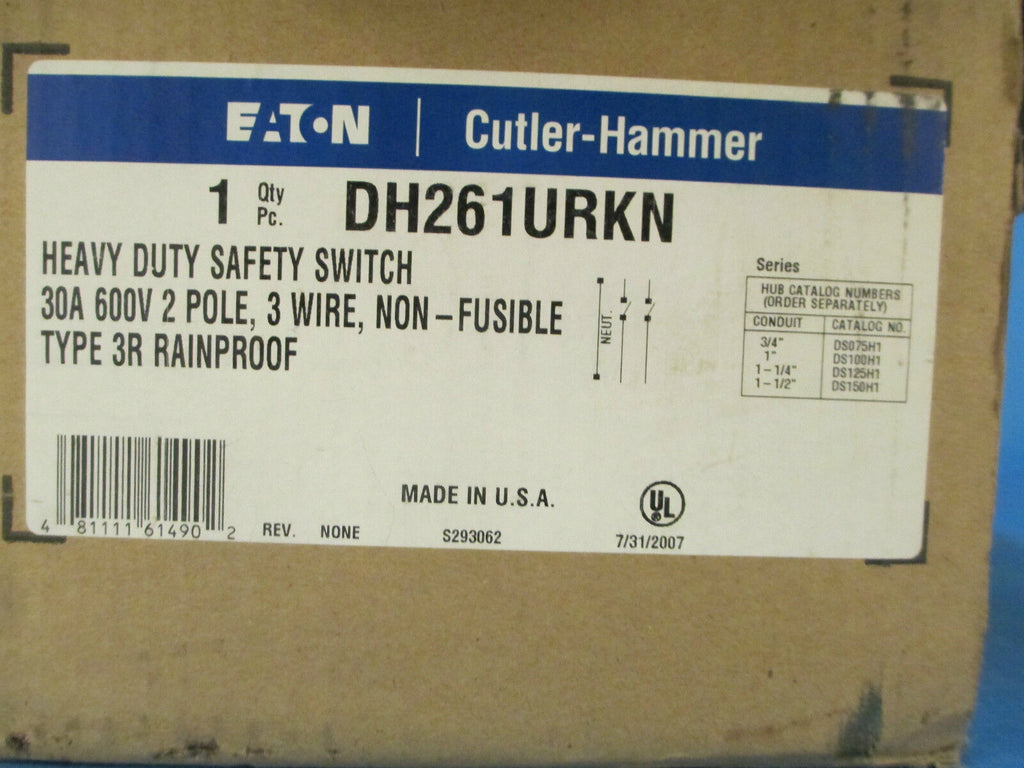 EATON | Cutler-Hammer
1 Qty Pc. DH261URKN
HEAVY DUTY SAFETY SWITCH
30A 600V 2 POLE, 3 WIRE, NON-FUSIBLE
TYPE 3R RAINPROOF
NEUT.
Series
HUB CATALOG NUMBERS
(ORDER SEPARATELY)
CONDUIT CATALOG NO.
3/4" DS075H1
1" DS100H1
1-1/4" DS125H1
1-1/2" DS150H1
MADE IN U.S.A.
UL
4 81111 61490 2
REV. NONE S293062 7/31/2007